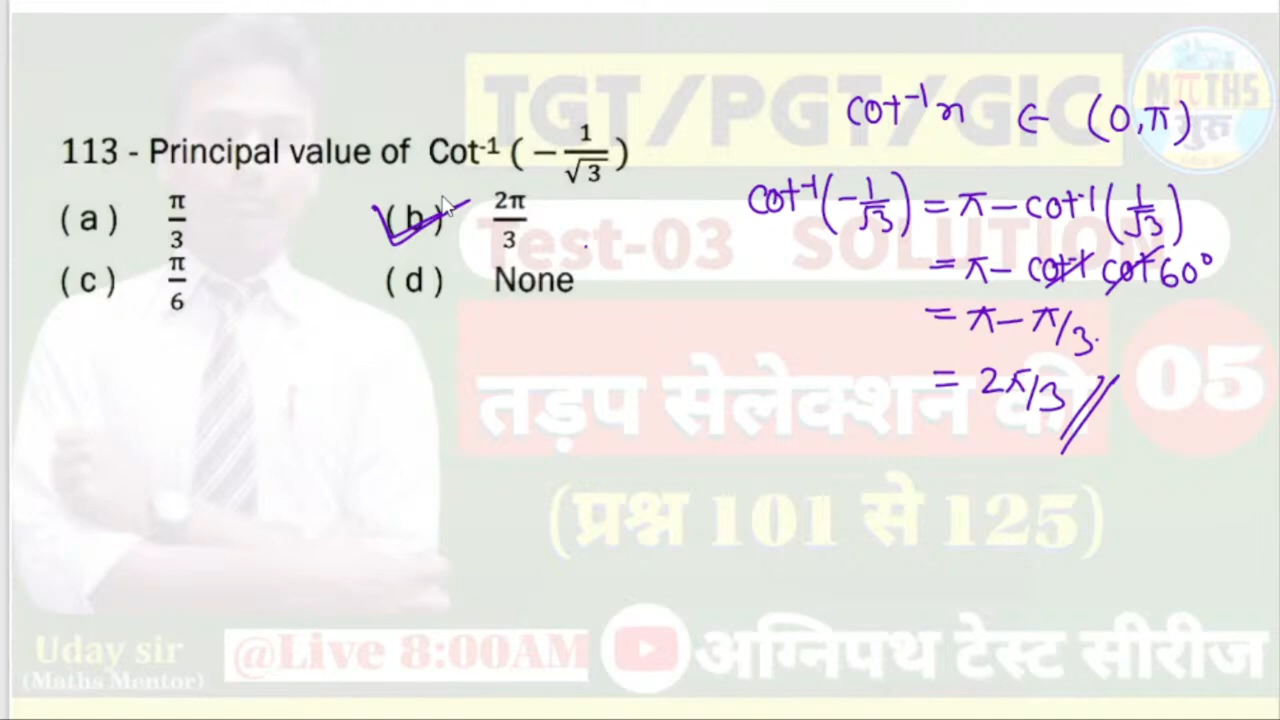 TGT/PGT/GIC
MπTHS
गुरु
cot⁻¹x ∈ (0,π)
113 - Principal value of Cot⁻¹ (− 1/√3)
(a) π/3 (b) 2π/3
(c) π/6 (d) None
cot⁻¹(−1/√3) = π − cot⁻¹(1/√3)
= π − cot⁻¹ cot 60°
= π − π/3.
= 2π/3 //
Test-03 SOLUTION
तड़प सेलेक्शन की 05
(प्रश्न 101 से 125)
Uday sir
(Maths Mentor)
@Live 8:00AM
अग्निपथ टेस्ट सीरीज